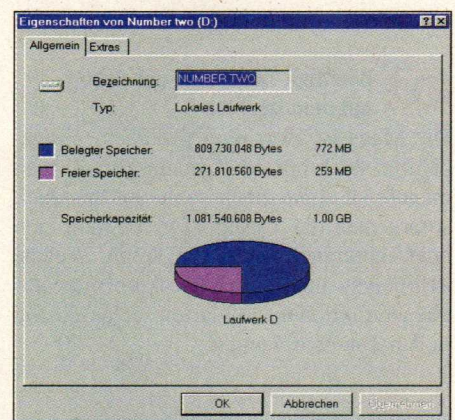 Eigenschaften von Number two (D:)
Allgemein Extras
Bezeichnung: NUMBER TWO
Typ: Lokales Laufwerk
Belegter Speicher: 809.730.048 Bytes 772 MB
Freier Speicher: 271.810.560 Bytes 259 MB
Speicherkapazität: 1.081.540.608 Bytes 1,00 GB
Laufwerk D
OK Abbrechen Übernehmen